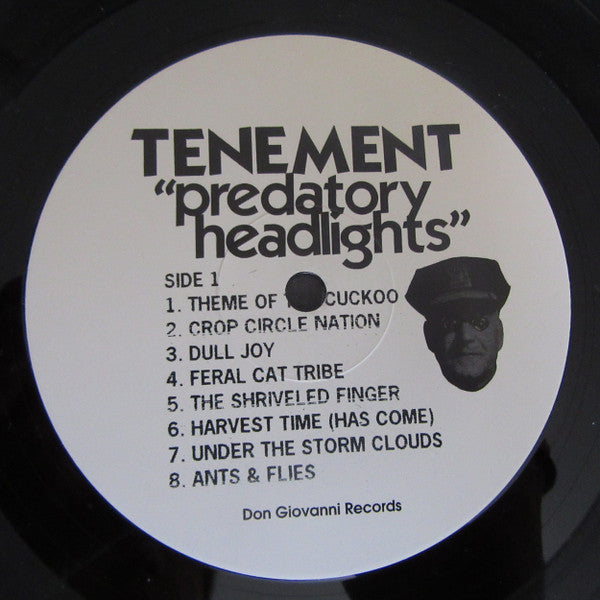 TENEMENT
“predatory
headlights”
SIDE 1
1. THEME OF CUCKOO
2. CROP CIRCLE NATION
3. DULL JOY
4. FERAL CAT TRIBE
5. THE SHRIVELED FINGER
6. HARVEST TIME (HAS COME)
7. UNDER THE STORM CLOUDS
8. ANTS & FLIES
Don Giovanni Records